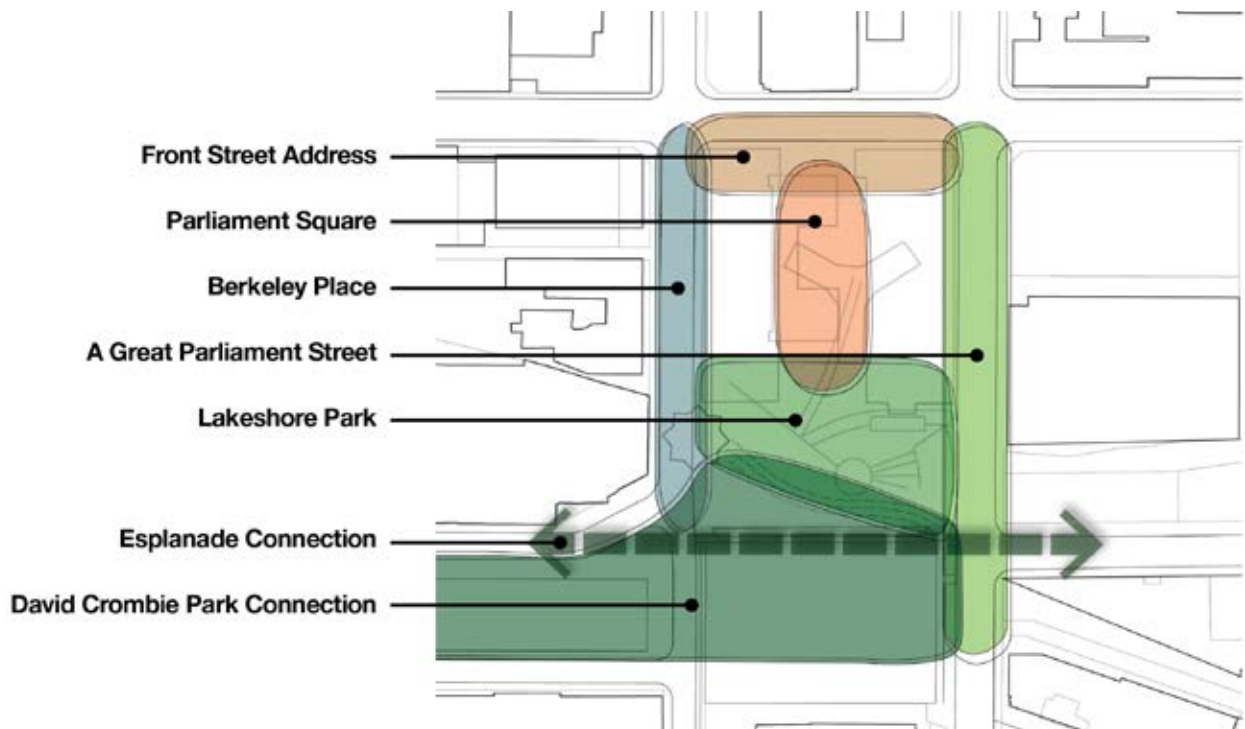 Front Street Address
Parliament Square
Berkeley Place
A Great Parliament Street
Lakeshore Park
Esplanade Connection
David Crombie Park Connection